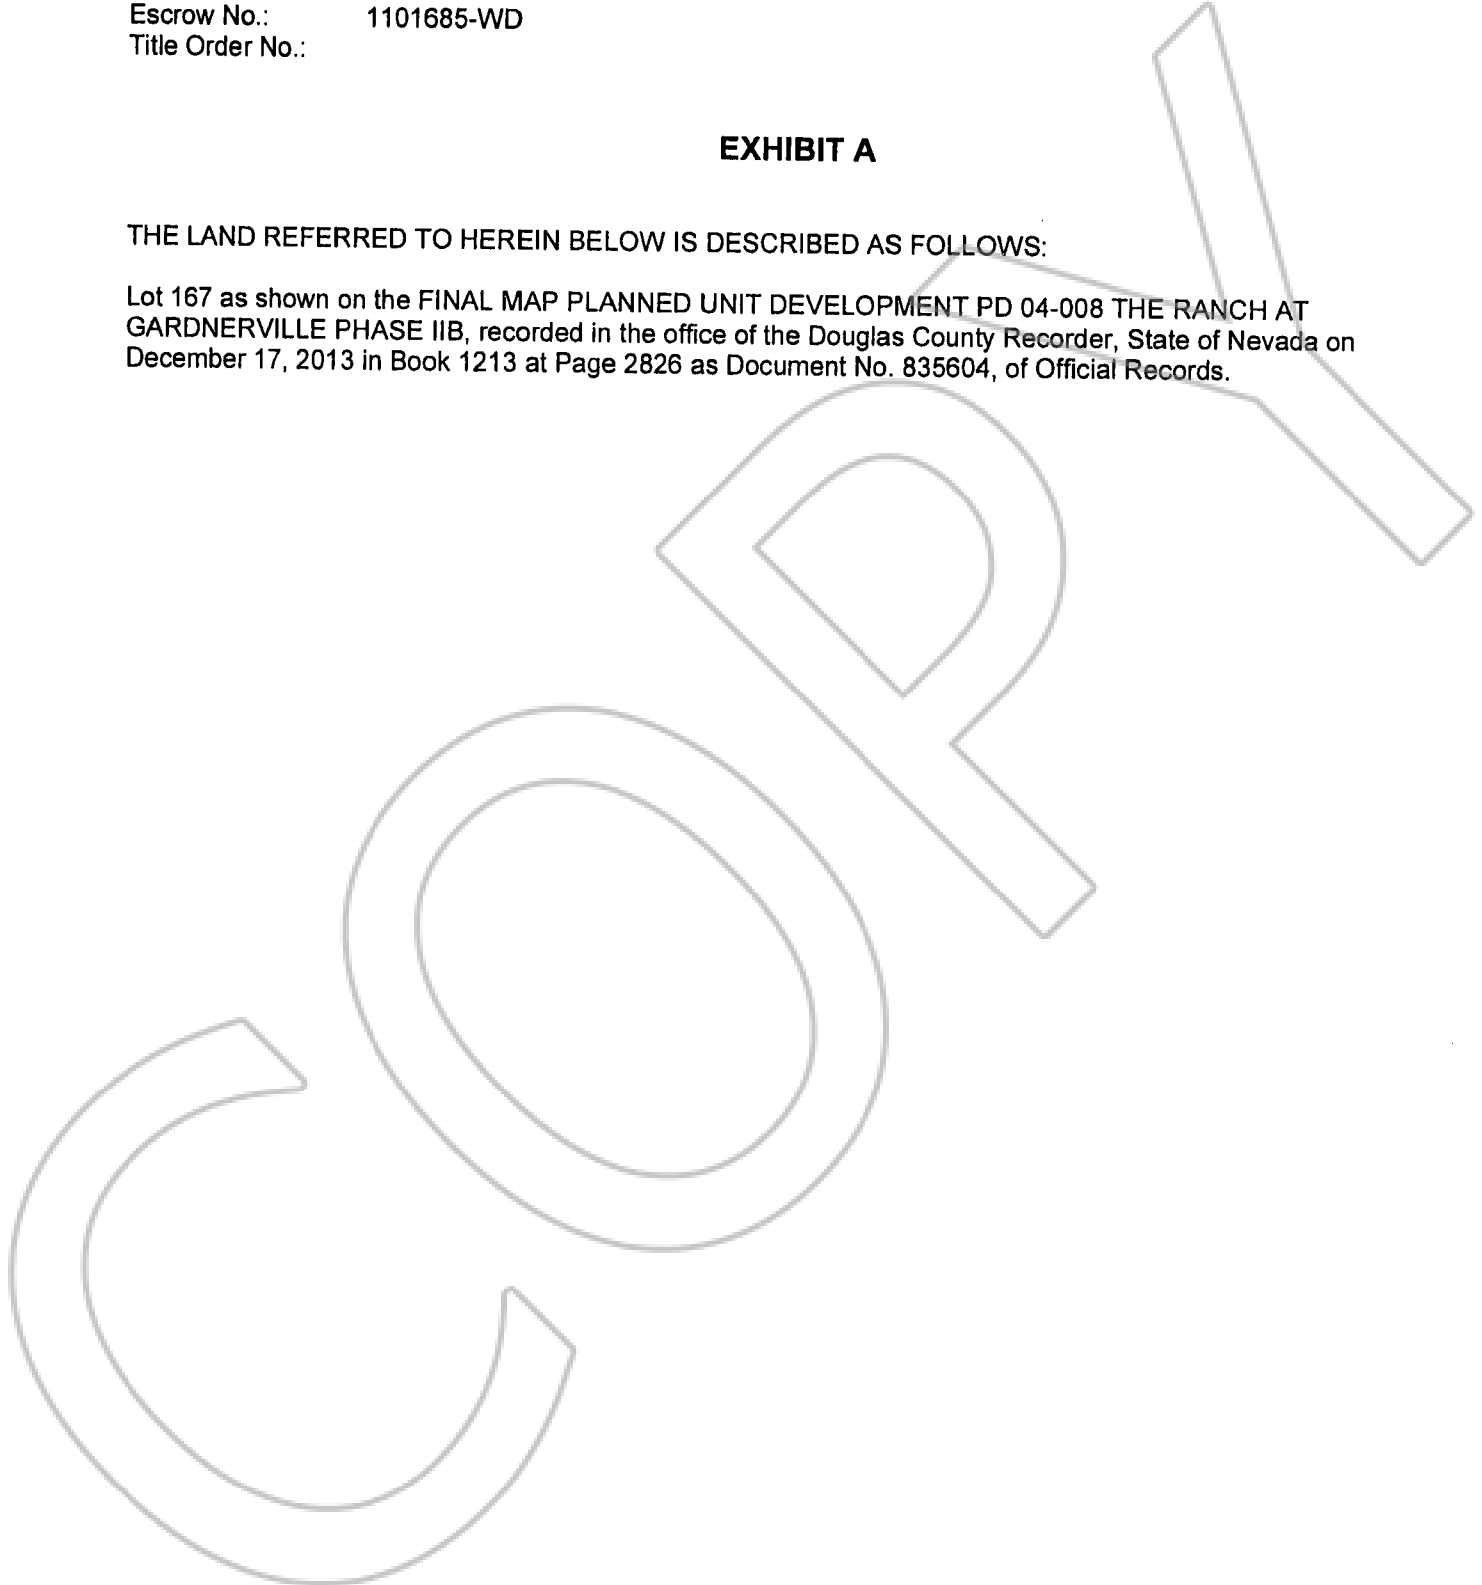 Escrow No.: 1101685-WD
Title Order No.:
EXHIBIT A
THE LAND REFERRED TO HEREIN BELOW IS DESCRIBED AS FOLLOWS:
Lot 167 as shown on the FINAL MAP PLANNED UNIT DEVELOPMENT PD 04-008 THE RANCH AT
GARDNERVILLE PHASE IIB, recorded in the office of the Douglas County Recorder, State of Nevada on
December 17, 2013 in Book 1213 at Page 2826 as Document No. 835604, of Official Records.
COPY